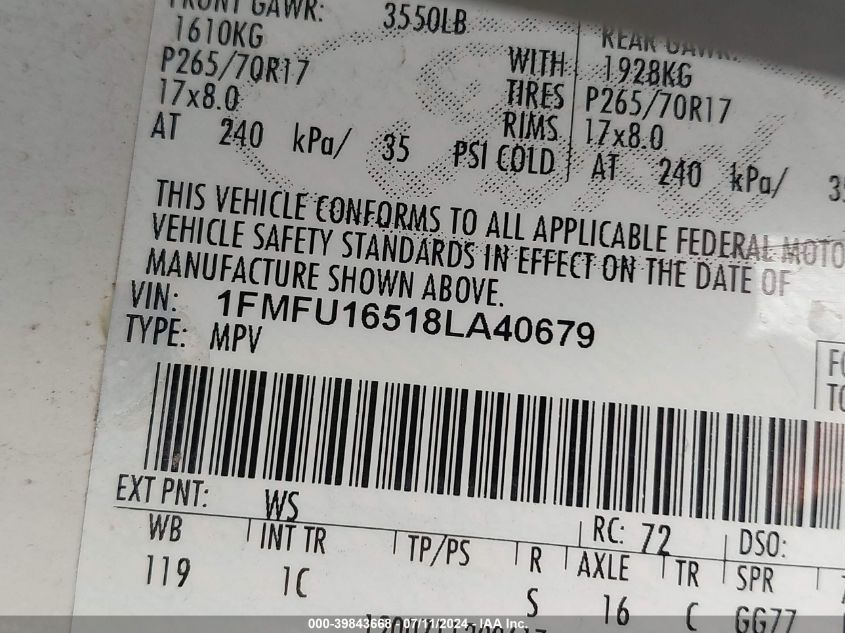 FRONT GAWR: 3550LB
1610KG
P265/70R17
17x8.0
AT 240 kPa/ 35 PSI COLD
WITH
TIRES
RIMS
REAR GAWR:
1928KG
P265/70R17
17x8.0
AT 240 kPa/
THIS VEHICLE CONFORMS TO ALL APPLICABLE FEDERAL MOTO
VEHICLE SAFETY STANDARDS IN EFFECT ON THE DATE OF
MANUFACTURE SHOWN ABOVE.
VIN: 1FMFU16518LA40679
TYPE: MPV
EXT PNT: WS RC: 72 DSO:
WB INT TR TP/PS R AXLE TR SPR
119 1C S 16 C GG77
000-39843668 - 07/11/2024 - IAA Inc.